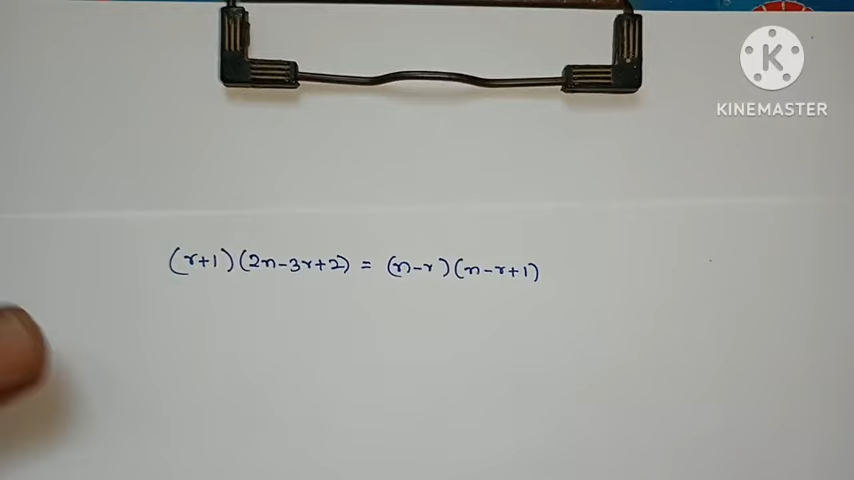 KINEMASTER
(r+1)(2n-3r+2) = (n-r)(n-r+1)